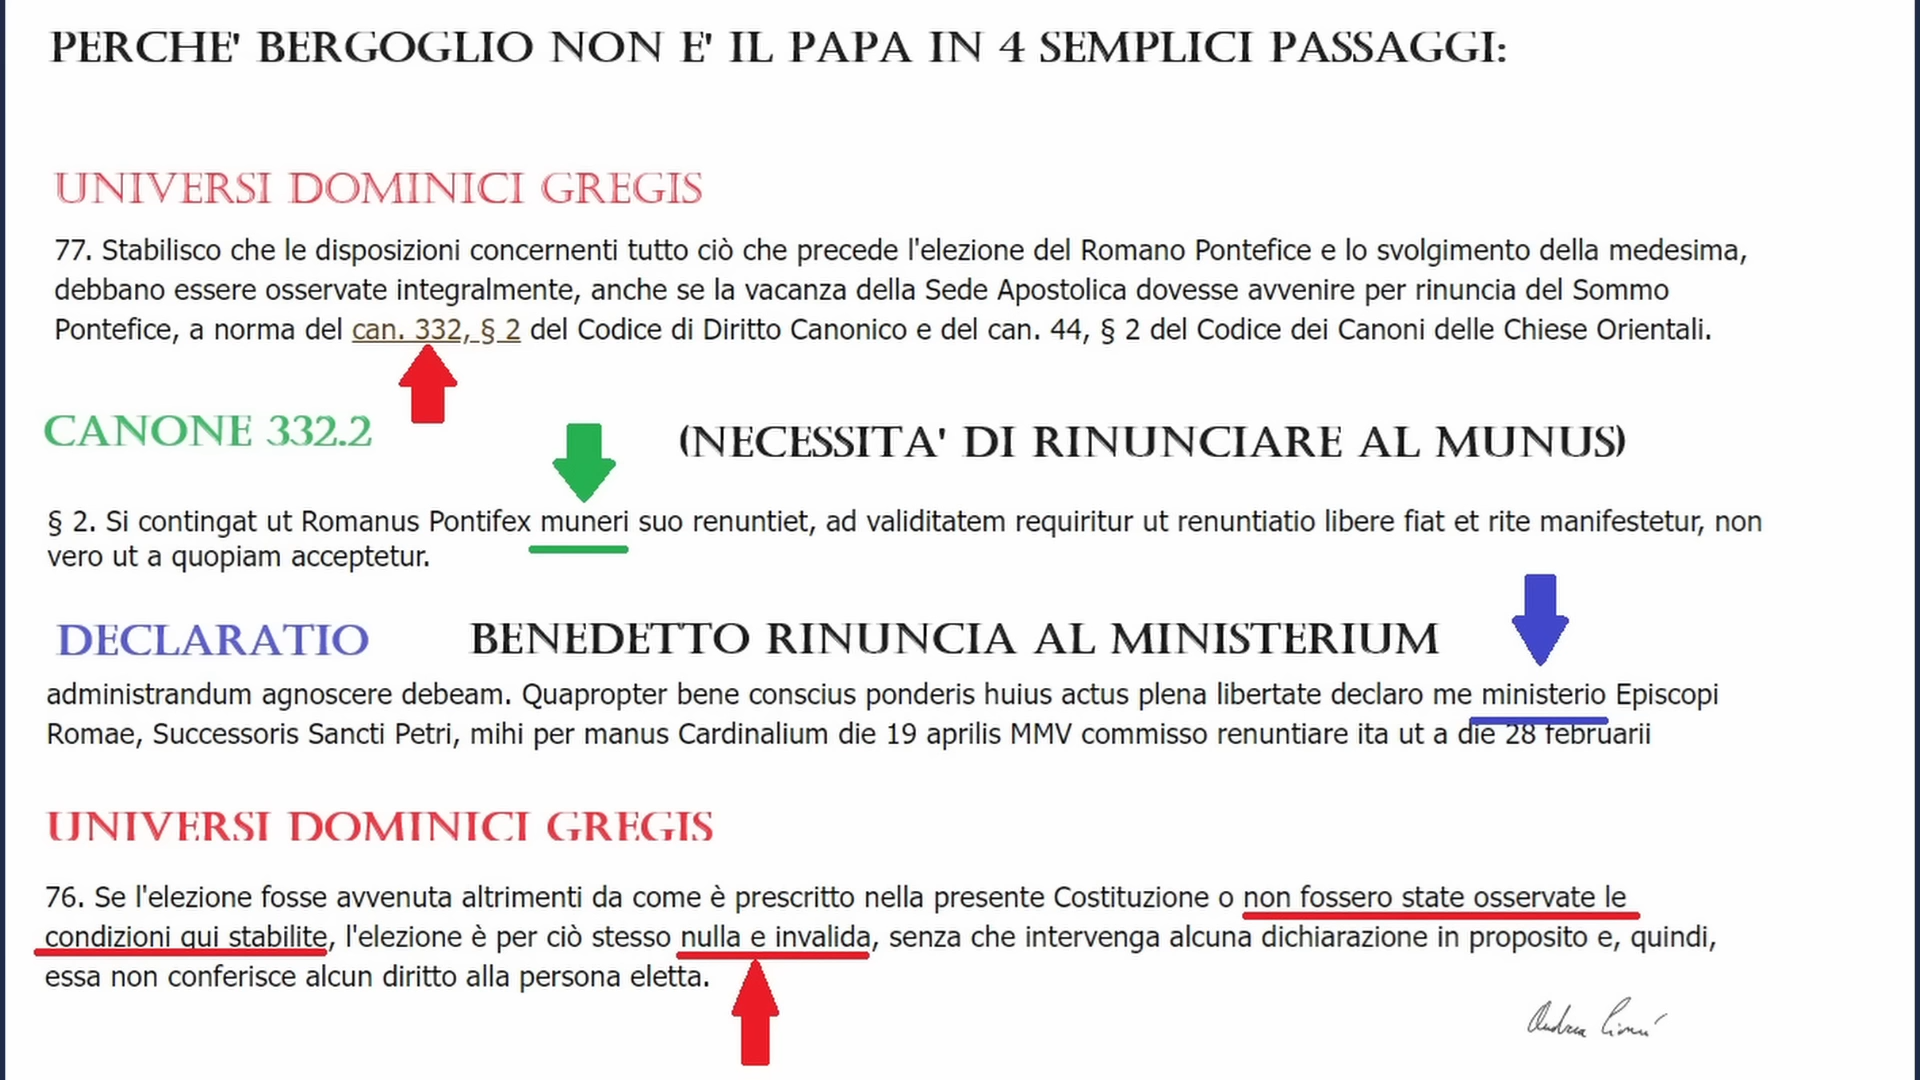 PERCHE' BERGOGLIO NON E' IL PAPA IN 4 SEMPLICI PASSAGGI:
UNIVERSI DOMINICI GREGIS
77. Stabilisco che le disposizioni concernenti tutto ciò che precede l'elezione del Romano Pontefice e lo svolgimento della medesima,
debbano essere osservate integralmente, anche se la vacanza della Sede Apostolica dovesse avvenire per rinuncia del Sommo
Pontefice, a norma del can. 332, § 2 del Codice di Diritto Canonico e del can. 44, § 2 del Codice dei Canoni delle Chiese Orientali.
CANONE 332.2
(NECESSITA' DI RINUNCIARE AL MUNUS)
§ 2. Si contingat ut Romanus Pontifex muneri suo renuntiet, ad validitatem requiritur ut renuntiatio libere fiat et rite manifestetur, non
vero ut a quopiam acceptetur.
DECLARATIO BENEDETTO RINUNCIA AL MINISTERIUM
administrandum agnoscere debeam. Quapropter bene conscius ponderis huius actus plena libertate declaro me ministerio Episcopi
Romae, Successoris Sancti Petri, mihi per manus Cardinalium die 19 aprilis MMV commisso renuntiare ita ut a die 28 februarii
UNIVERSI DOMINICI GREGIS
76. Se l'elezione fosse avvenuta altrimenti da come è prescritto nella presente Costituzione o non fossero state osservate le
condizioni qui stabilite, l'elezione è per ciò stesso nulla e invalida, senza che intervenga alcuna dichiarazione in proposito e, quindi,
essa non conferisce alcun diritto alla persona eletta.
Andrea Cionci